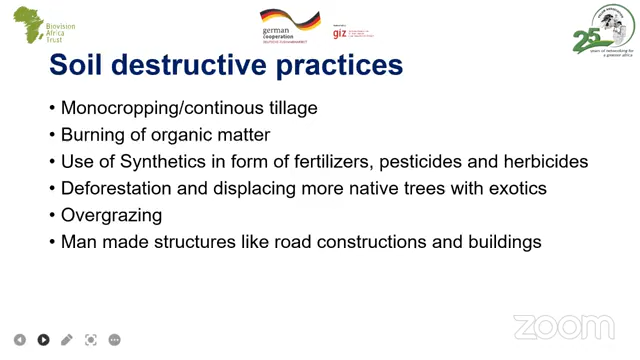 Biovision
Africa
Trust
german
cooperation
DEUTSCHE ZUSAMMENARBEIT
giz
25
years of networking for
a greener africa
Soil destructive practices
• Monocropping/continous tillage
• Burning of organic matter
• Use of Synthetics in form of fertilizers, pesticides and herbicides
• Deforestation and displacing more native trees with exotics
• Overgrazing
• Man made structures like road constructions and buildings
zoom